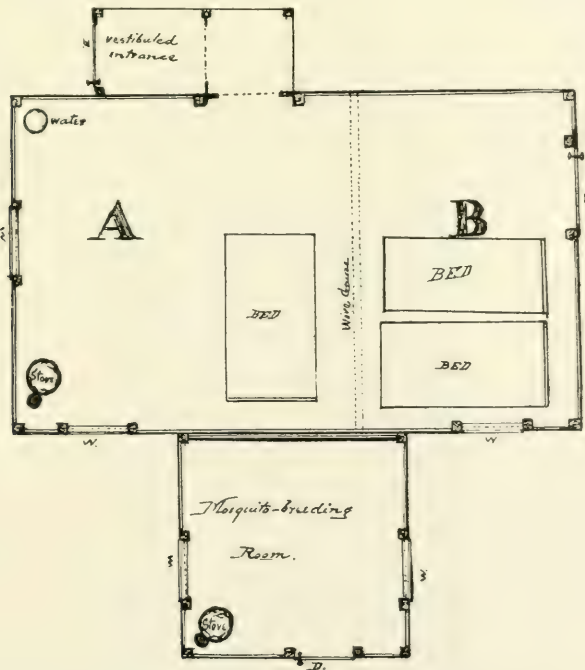 vestibuled
entrance
water
A
B
BED
Wire Gauze
BED
BED
Stove
W.
W
Mosquito-breeding
Room.
W.
Stove
D.